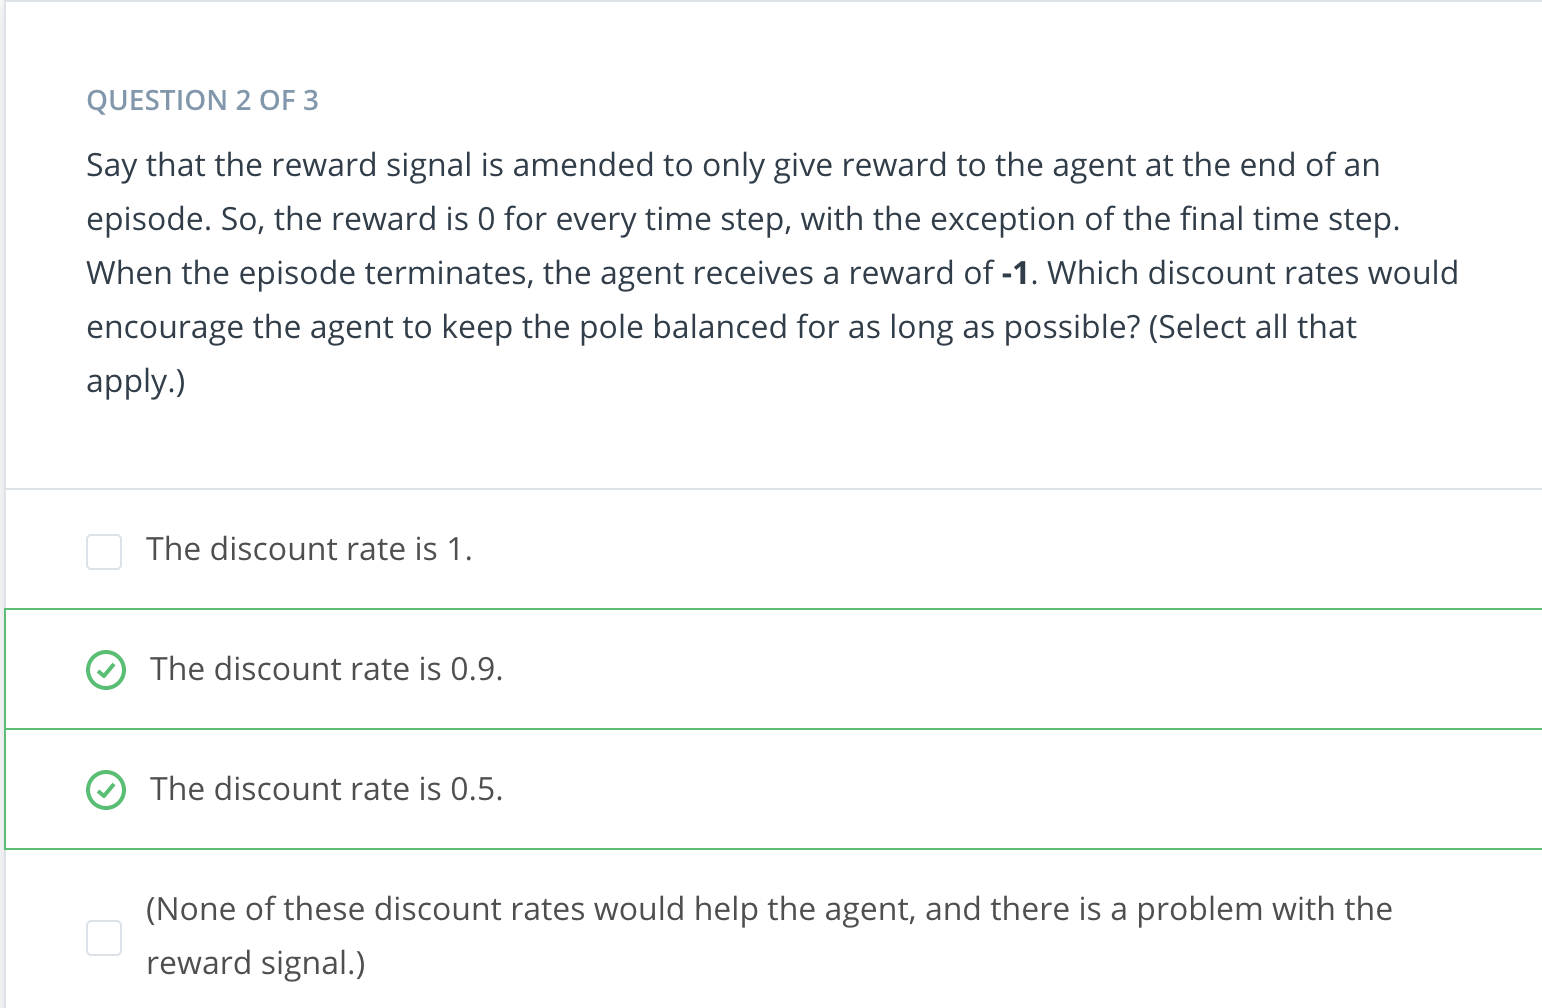 QUESTION 2 OF 3
Say that the reward signal is amended to only give reward to the agent at the end of an
episode. So, the reward is 0 for every time step, with the exception of the final time step.
When the episode terminates, the agent receives a reward of -1. Which discount rates would
encourage the agent to keep the pole balanced for as long as possible? (Select all that
apply.)
The discount rate is 1.
The discount rate is 0.9.
The discount rate is 0.5.
(None of these discount rates would help the agent, and there is a problem with the
reward signal.)